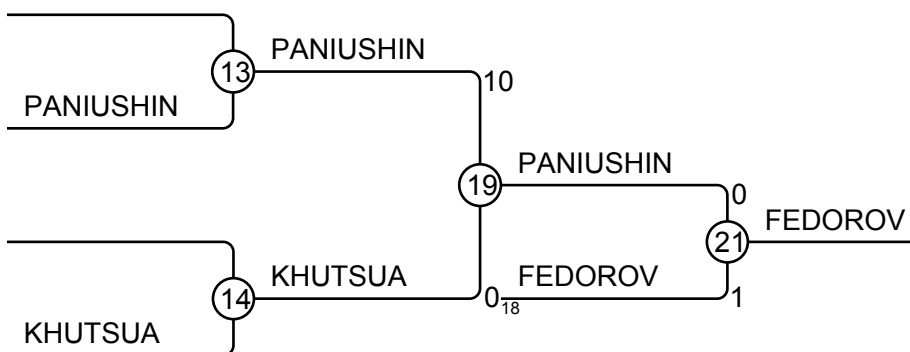 PANIUSHIN
13
10
PANIUSHIN
PANIUSHIN
19
0
FEDOROV
21
KHUTSUA
FEDOROV
14
0
18
1
KHUTSUA